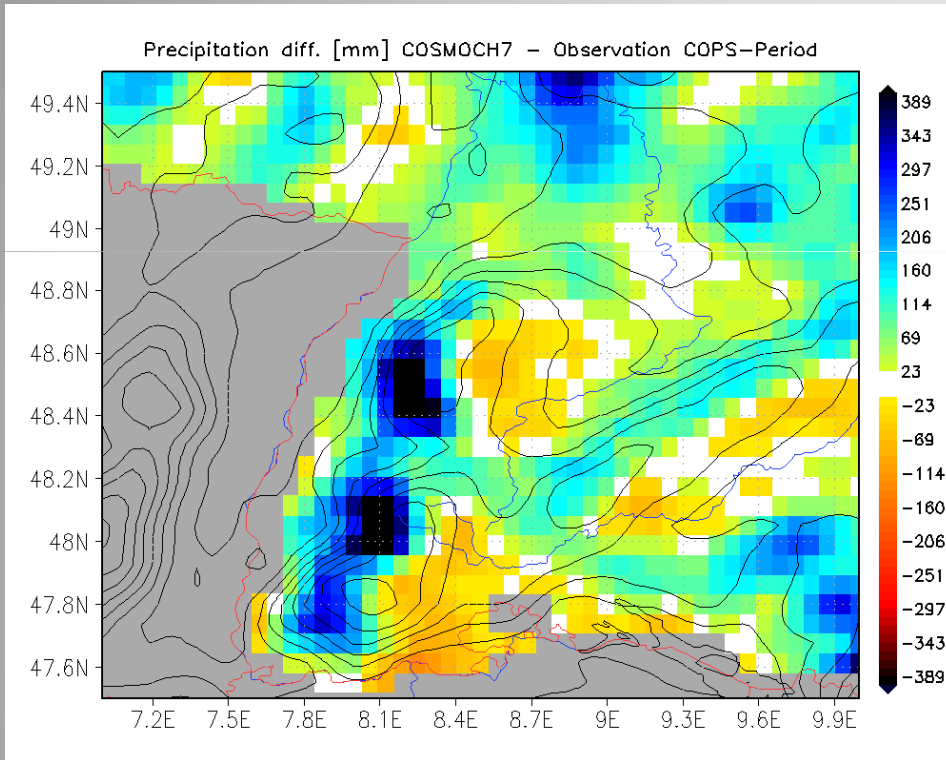 Precipitation diff. [mm] COSMOCH7 – Observation COPS-Period
49.4N
49.2N
49N
48.8N
48.6N
48.4N
48.2N
48N
47.8N
47.6N
7.2E 7.5E 7.8E 8.1E 8.4E 8.7E 9E 9.3E 9.6E 9.9E
389
343
297
251
206
160
114
69
23
-23
-69
-114
-160
-206
-251
-297
-343
-389